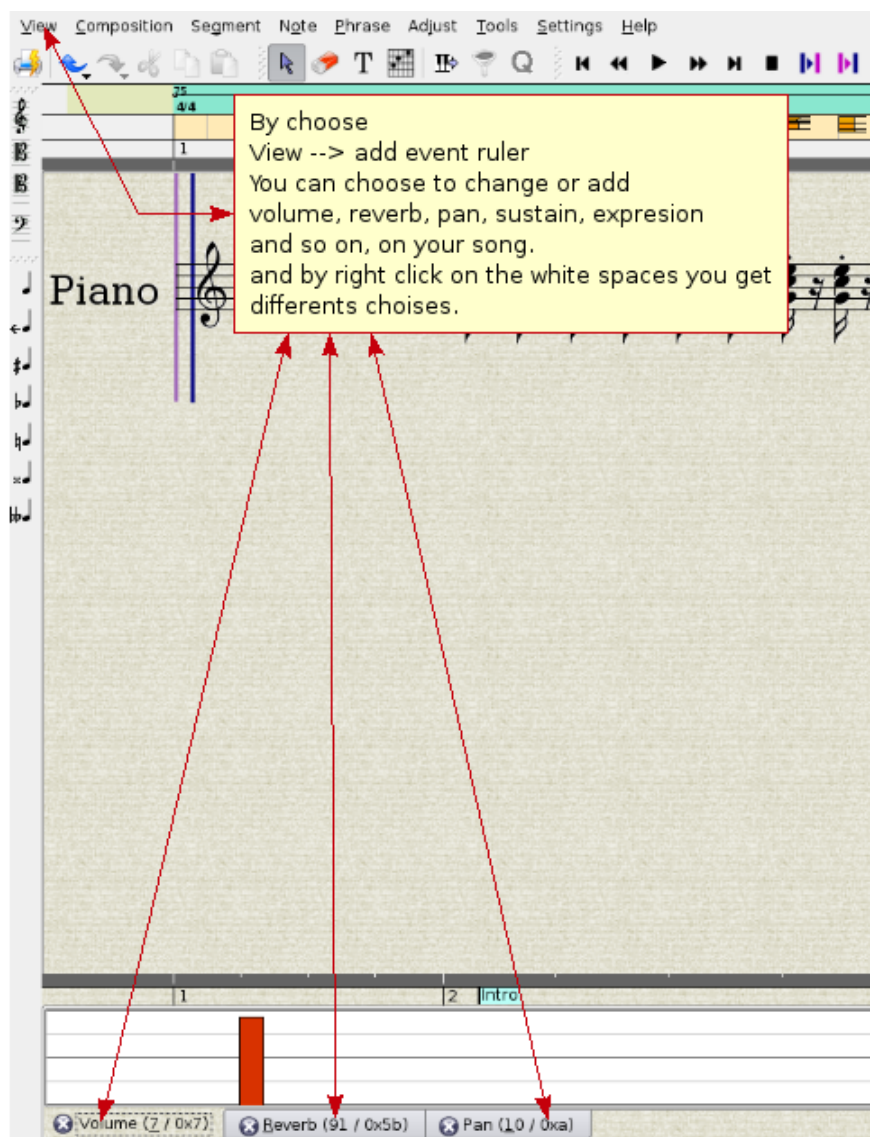 View Composition Segment Note Phrase Adjust Tools Settings Help
T Q
75
4/4
1
By choose
View --> add event ruler
You can choose to change or add
volume, reverb, pan, sustain, expresion
and so on, on your song.
and by right click on the white spaces you get
differents choises.
Piano
1 2 Intro
Volume (7 / 0x7) Reverb (91 / 0x5b) Pan (10 / 0xa)